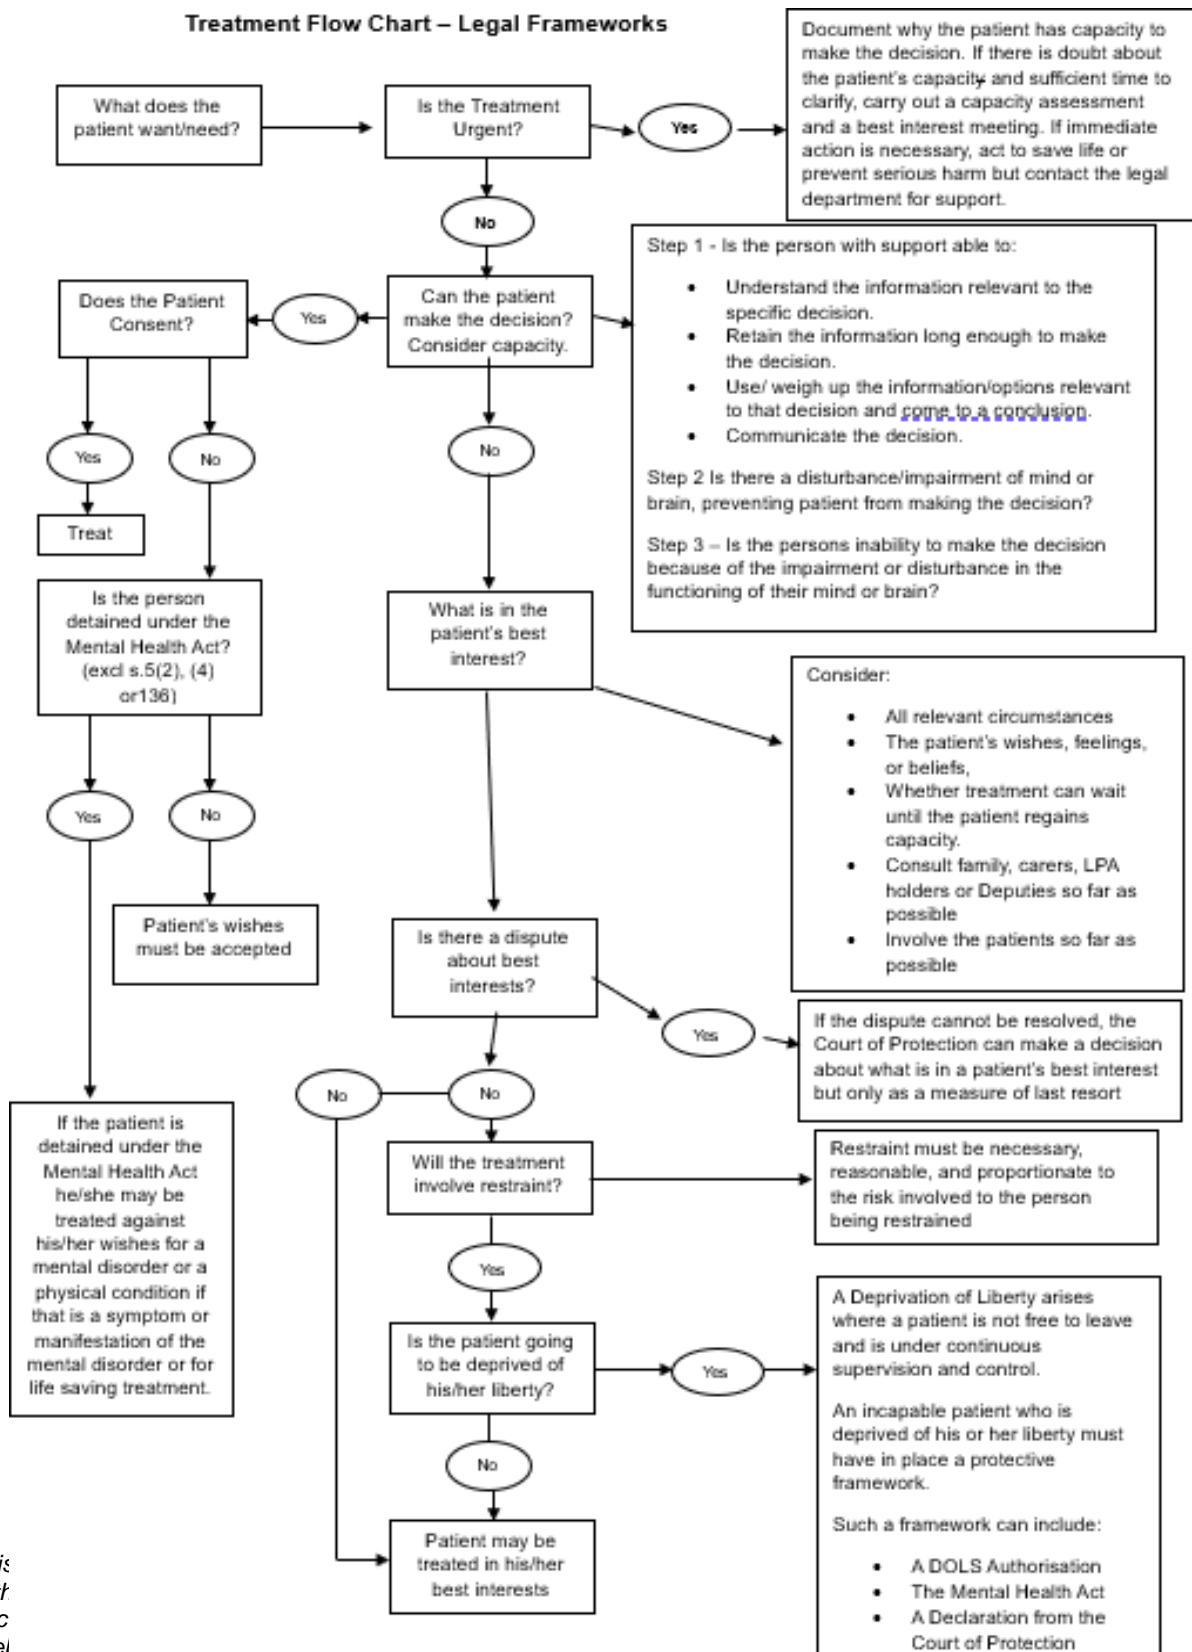 Treatment Flow Chart – Legal Frameworks
What does the
patient want/need?
Is the Treatment
Urgent?
Yes
Document why the patient has capacity to
make the decision. If there is doubt about
the patient's capacity and sufficient time to
clarify, carry out a capacity assessment
and a best interest meeting. If immediate
action is necessary, act to save life or
prevent serious harm but contact the legal
department for support.
No
Can the patient
make the decision?
Consider capacity.
Yes
Does the Patient
Consent?
Step 1 - Is the person with support able to:
• Understand the information relevant to the
specific decision.
• Retain the information long enough to make
the decision.
• Use/ weigh up the information/options relevant
to that decision and come to a conclusion.
• Communicate the decision.
Step 2 Is there a disturbance/impairment of mind or
brain, preventing patient from making the decision?
Step 3 – Is the persons inability to make the decision
because of the impairment or disturbance in the
functioning of their mind or brain?
Yes
No
No
Treat
Is the person
detained under the
Mental Health Act?
(excl s.5(2), (4)
or136)
What is in the
patient's best
interest?
Consider:
• All relevant circumstances
• The patient's wishes, feelings,
or beliefs,
• Whether treatment can wait
until the patient regains
capacity.
• Consult family, carers, LPA
holders or Deputies so far as
possible
• Involve the patients so far as
possible
Yes
No
Patient's wishes
must be accepted
Is there a dispute
about best
interests?
Yes
If the dispute cannot be resolved, the
Court of Protection can make a decision
about what is in a patient's best interest
but only as a measure of last resort
No
No
If the patient is
detained under the
Mental Health Act
he/she may be
treated against
his/her wishes for a
mental disorder or a
physical condition if
that is a symptom or
manifestation of the
mental disorder or for
life saving treatment.
Will the treatment
involve restraint?
Restraint must be necessary,
reasonable, and proportionate to
the risk involved to the person
being restrained
Yes
Is the patient going
to be deprived of
his/her liberty?
Yes
A Deprivation of Liberty arises
where a patient is not free to leave
and is under continuous
supervision and control.
An incapable patient who is
deprived of his or her liberty must
have in place a protective
framework.
Such a framework can include:
• A DOLS Authorisation
• The Mental Health Act
• A Declaration from the
Court of Protection
No
Patient may be
treated in his/her
best interests